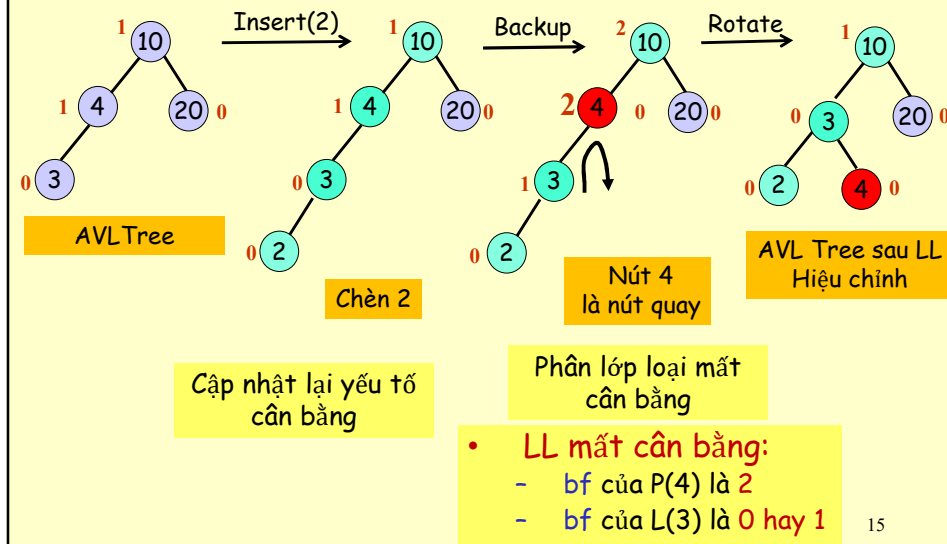 Insert(2)
Backup
Rotate
1
10
1
4
20
0
0
3
AVLTree
1
10
1
4
20
0
0
3
0
2
Chèn 2
2
10
2
4
0
20
0
1
3
0
2
Nút 4
là nút quay
1
10
0
3
20
0
0
2
4
0
AVL Tree sau LL
Hiệu chỉnh
Cập nhật lại yếu tố
cân bằng
Phân lớp loại mất
cân bằng
• LL mất cân bằng:
– bf của P(4) là 2
– bf của L(3) là 0 hay 1
15